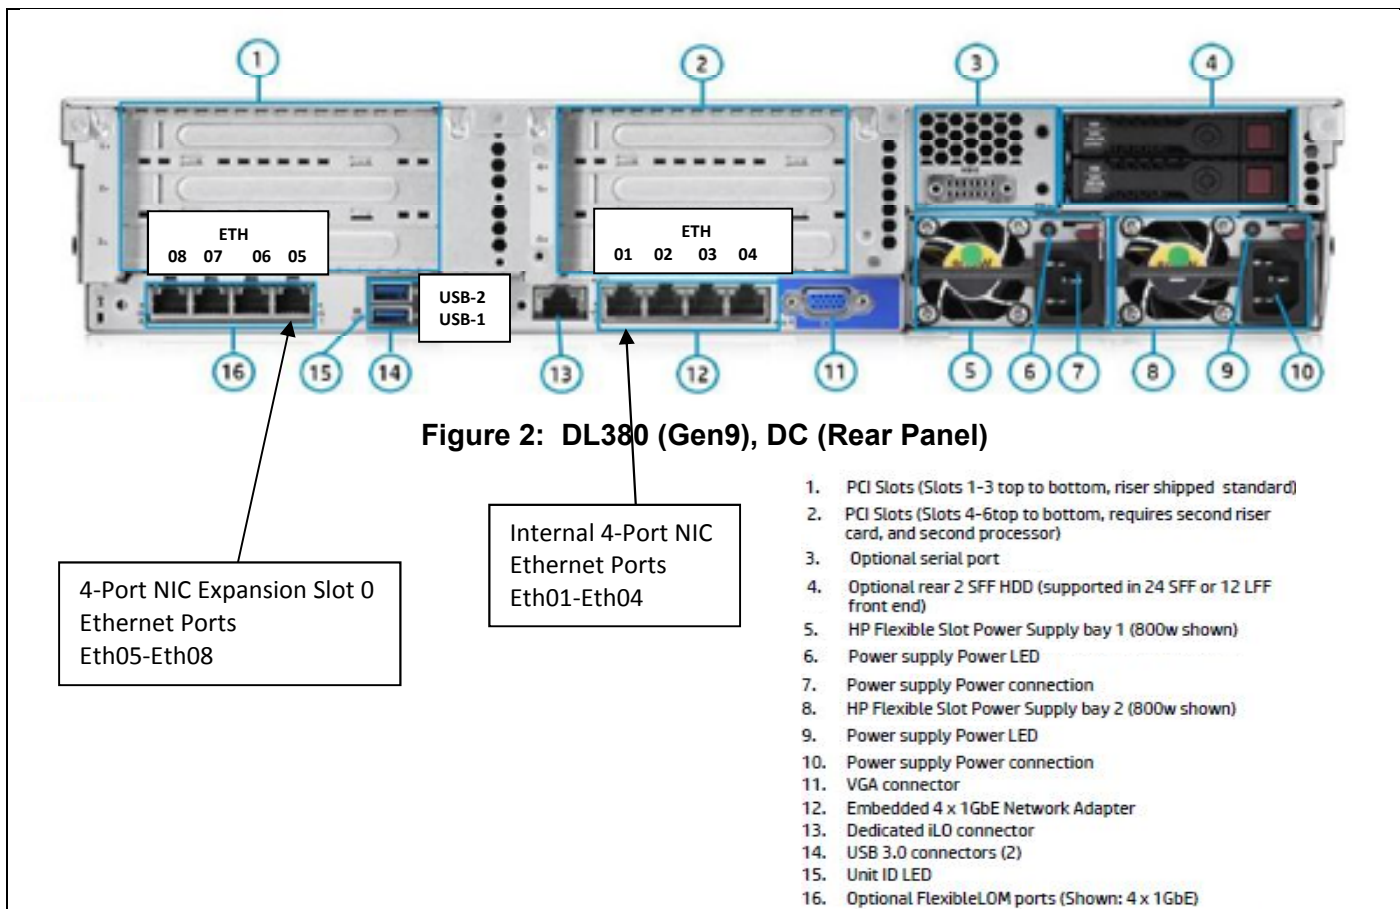 1 2 3 4
ETH
08 07 06 05
ETH
01 02 03 04
USB-2
USB-1
16 15 14 13 12 11 5 6 7 8 9 10
Figure 2: DL380 (Gen9), DC (Rear Panel)
4-Port NIC Expansion Slot 0
Ethernet Ports
Eth05-Eth08
Internal 4-Port NIC
Ethernet Ports
Eth01-Eth04
1. PCI Slots (Slots 1-3 top to bottom, riser shipped standard)
2. PCI Slots (Slots 4-6top to bottom, requires second riser
card, and second processor)
3. Optional serial port
4. Optional rear 2 SFF HDD (supported in 24 SFF or 12 LFF
front end)
5. HP Flexible Slot Power Supply bay 1 (800w shown)
6. Power supply Power LED
7. Power supply Power connection
8. HP Flexible Slot Power Supply bay 2 (800w shown)
9. Power supply Power LED
10. Power supply Power connection
11. VGA connector
12. Embedded 4 x 1GbE Network Adapter
13. Dedicated iLO connector
14. USB 3.0 connectors (2)
15. Unit ID LED
16. Optional FlexibleLOM ports (Shown: 4 x 1GbE)